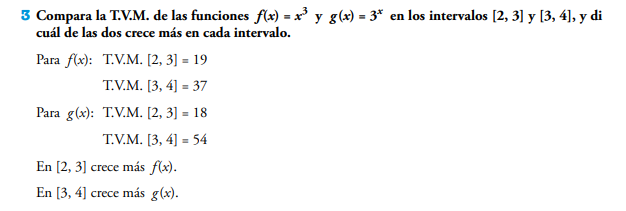 3 Compara la T.V.M. de las funciones f(x) = x³ y g(x) = 3ˣ en los intervalos [2, 3] y [3, 4], y di
cuál de las dos crece más en cada intervalo.
Para f(x): T.V.M. [2, 3] = 19
T.V.M. [3, 4] = 37
Para g(x): T.V.M. [2, 3] = 18
T.V.M. [3, 4] = 54
En [2, 3] crece más f(x).
En [3, 4] crece más g(x).